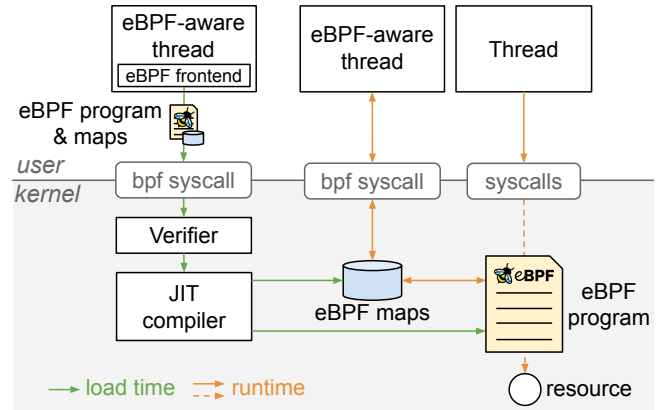 eBPF-aware
thread
eBPF frontend
eBPF-aware
thread
Thread
eBPF program
& maps
user
kernel
bpf syscall
bpf syscall
syscalls
Verifier
JIT
compiler
eBPF maps
eBPF
eBPF
program
load time
runtime
resource